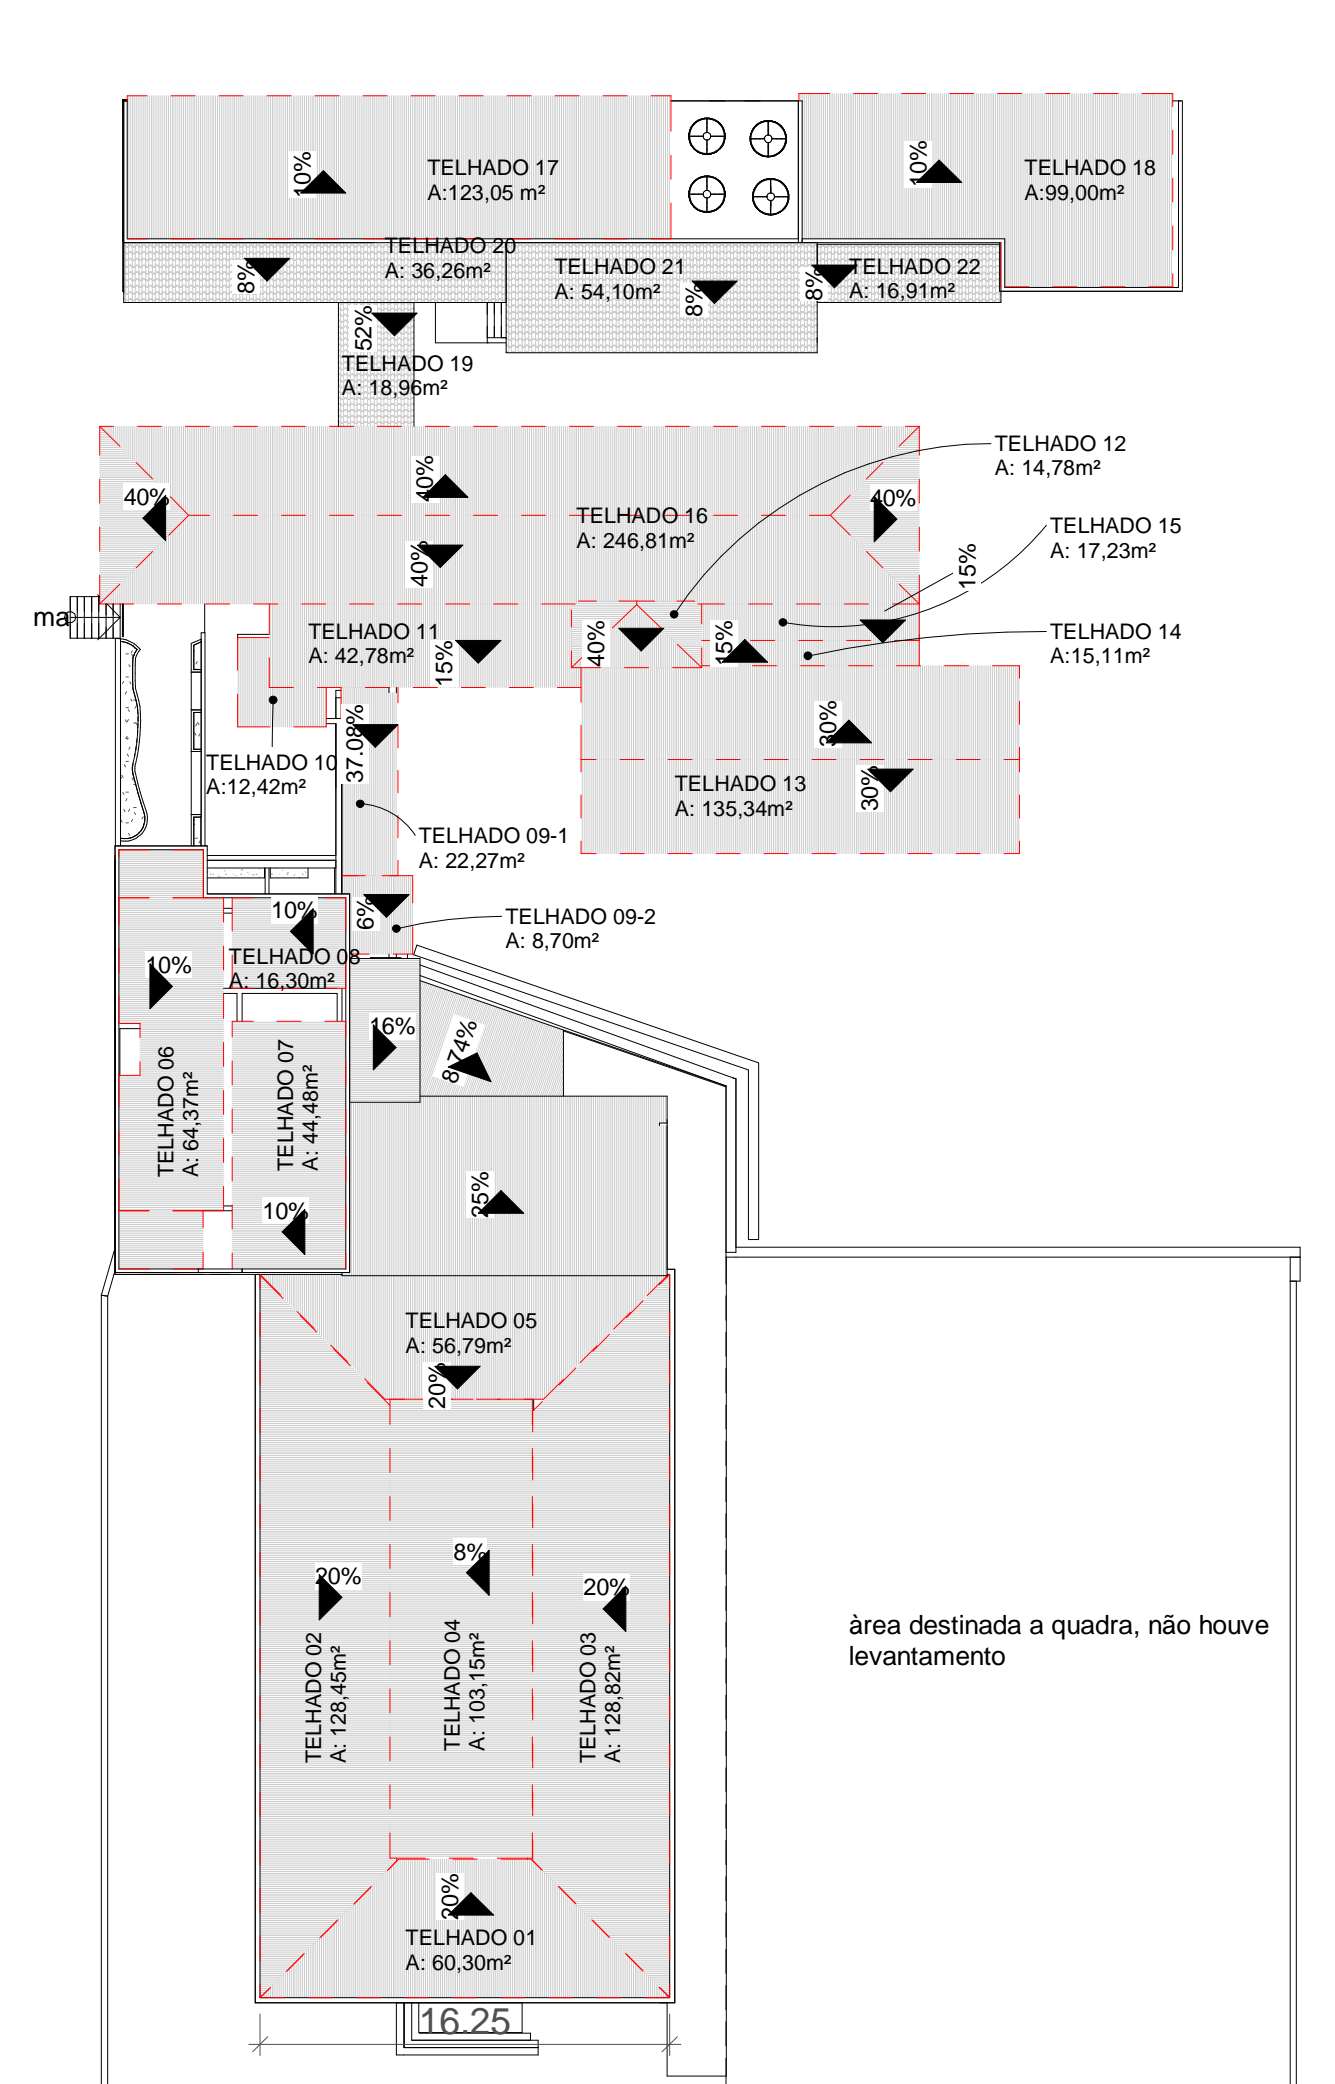 10%
TELHADO 17
A:123,05 m²
10%
TELHADO 18
A:99,00m²
TELHADO 20
A: 36,26m²
8%
TELHADO 21
A: 54,10m²
8%
8%
TELHADO 22
A: 16,91m²
52%
TELHADO 19
A: 18,96m²
TELHADO 12
A: 14,78m²
40%
40%
40%
TELHADO 16
A: 246,81m²
40%
TELHADO 15
A: 17,23m²
15%
ma
TELHADO 11
A: 42,78m²
15%
40%
15%
TELHADO 14
A:15,11m²
37.08%
30%
TELHADO 10
A:12,42m²
TELHADO 13
A: 135,34m²
30%
TELHADO 09-1
A: 22,27m²
10%
6%
TELHADO 09-2
A: 8,70m²
10%
TELHADO 08
A: 16,30m²
16%
8.74%
TELHADO 06
A: 64,37m²
TELHADO 07
A: 44,48m²
10%
25%
TELHADO 05
A: 56,79m²
20%
20%
8%
20%
TELHADO 02
A: 128,45m²
TELHADO 04
A: 103,15m²
TELHADO 03
A: 128,82m²
àrea destinada a quadra, não houve
levantamento
20%
TELHADO 01
A: 60,30m²
16.25